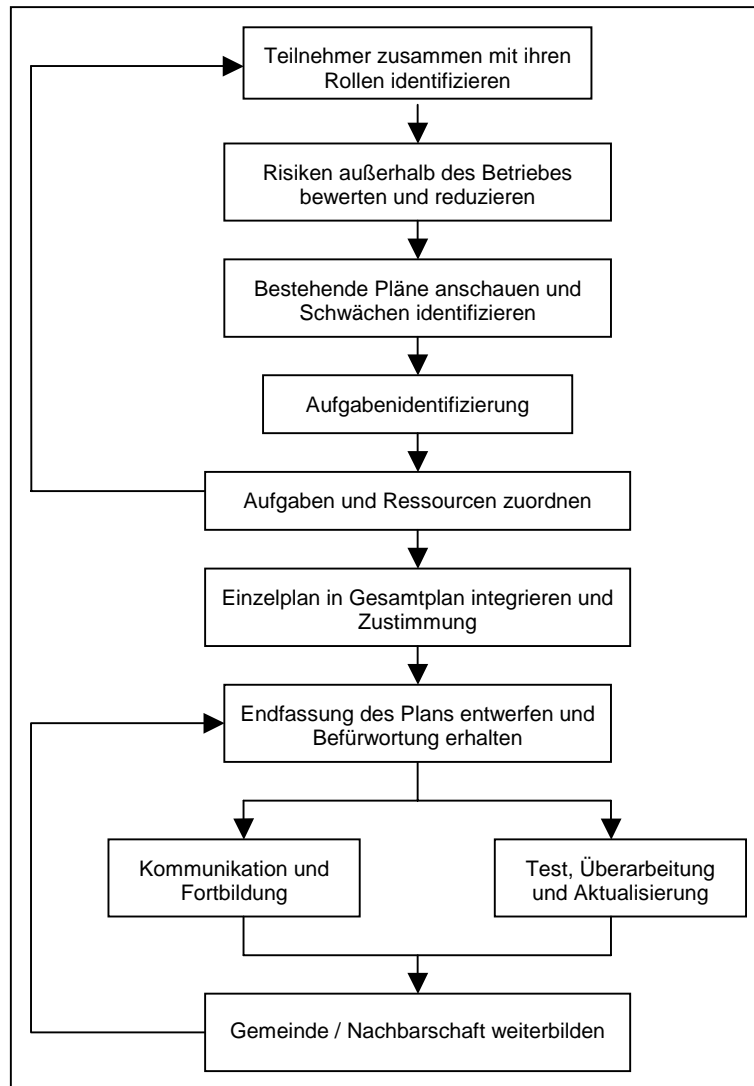 Teilnehmer zusammen mit ihren
Rollen identifizieren
Risiken außerhalb des Betriebes
bewerten und reduzieren
Bestehende Pläne anschauen und
Schwächen identifizieren
Aufgabenidentifizierung
Aufgaben und Ressourcen zuordnen
Einzelplan in Gesamtplan integrieren und
Zustimmung
Endfassung des Plans entwerfen und
Befürwortung erhalten
Kommunikation und
Fortbildung
Test, Überarbeitung
und Aktualisierung
Gemeinde / Nachbarschaft weiterbilden